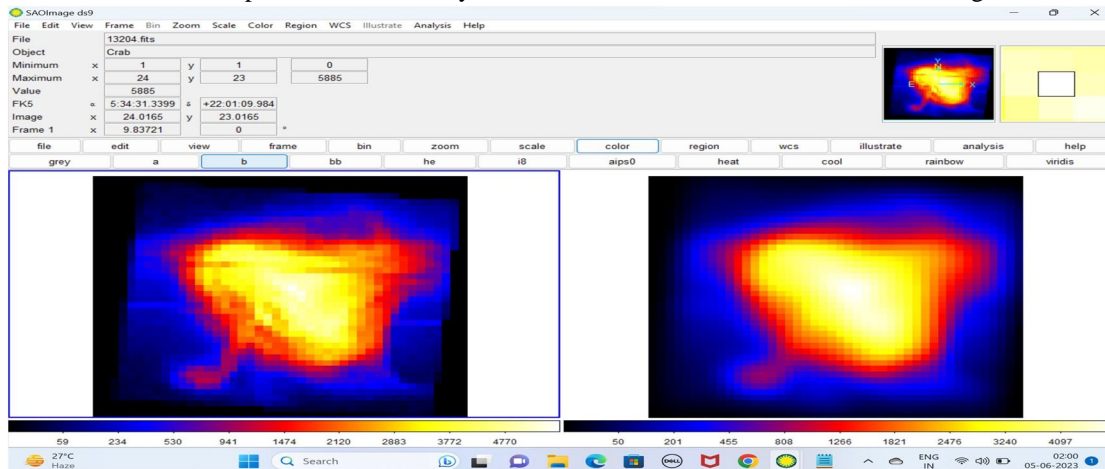 SAOImage ds9
File Edit View Frame Bin Zoom Scale Color Region WCS Illustrate Analysis Help
File 13204.fits
Object Crab
Minimum x 1 y 1 0
Maximum x 24 y 23 5885
Value 5885
FK5 α 5:34:31.3399 δ +22:01:09.984
Image x 24.0165 y 23.0165
Frame 1 x 9.83721 0 °
Y
N
E X
file edit view frame bin zoom scale color region wcs illustrate analysis help
grey a b bb he i8 aips0 heat cool rainbow viridis
59 234 530 941 1474 2120 2883 3772 4770
50 201 455 808 1266 1821 2476 3240 4097
27°C
Haze
Search
DELL
ENG
IN
02:00
05-06-2023
1